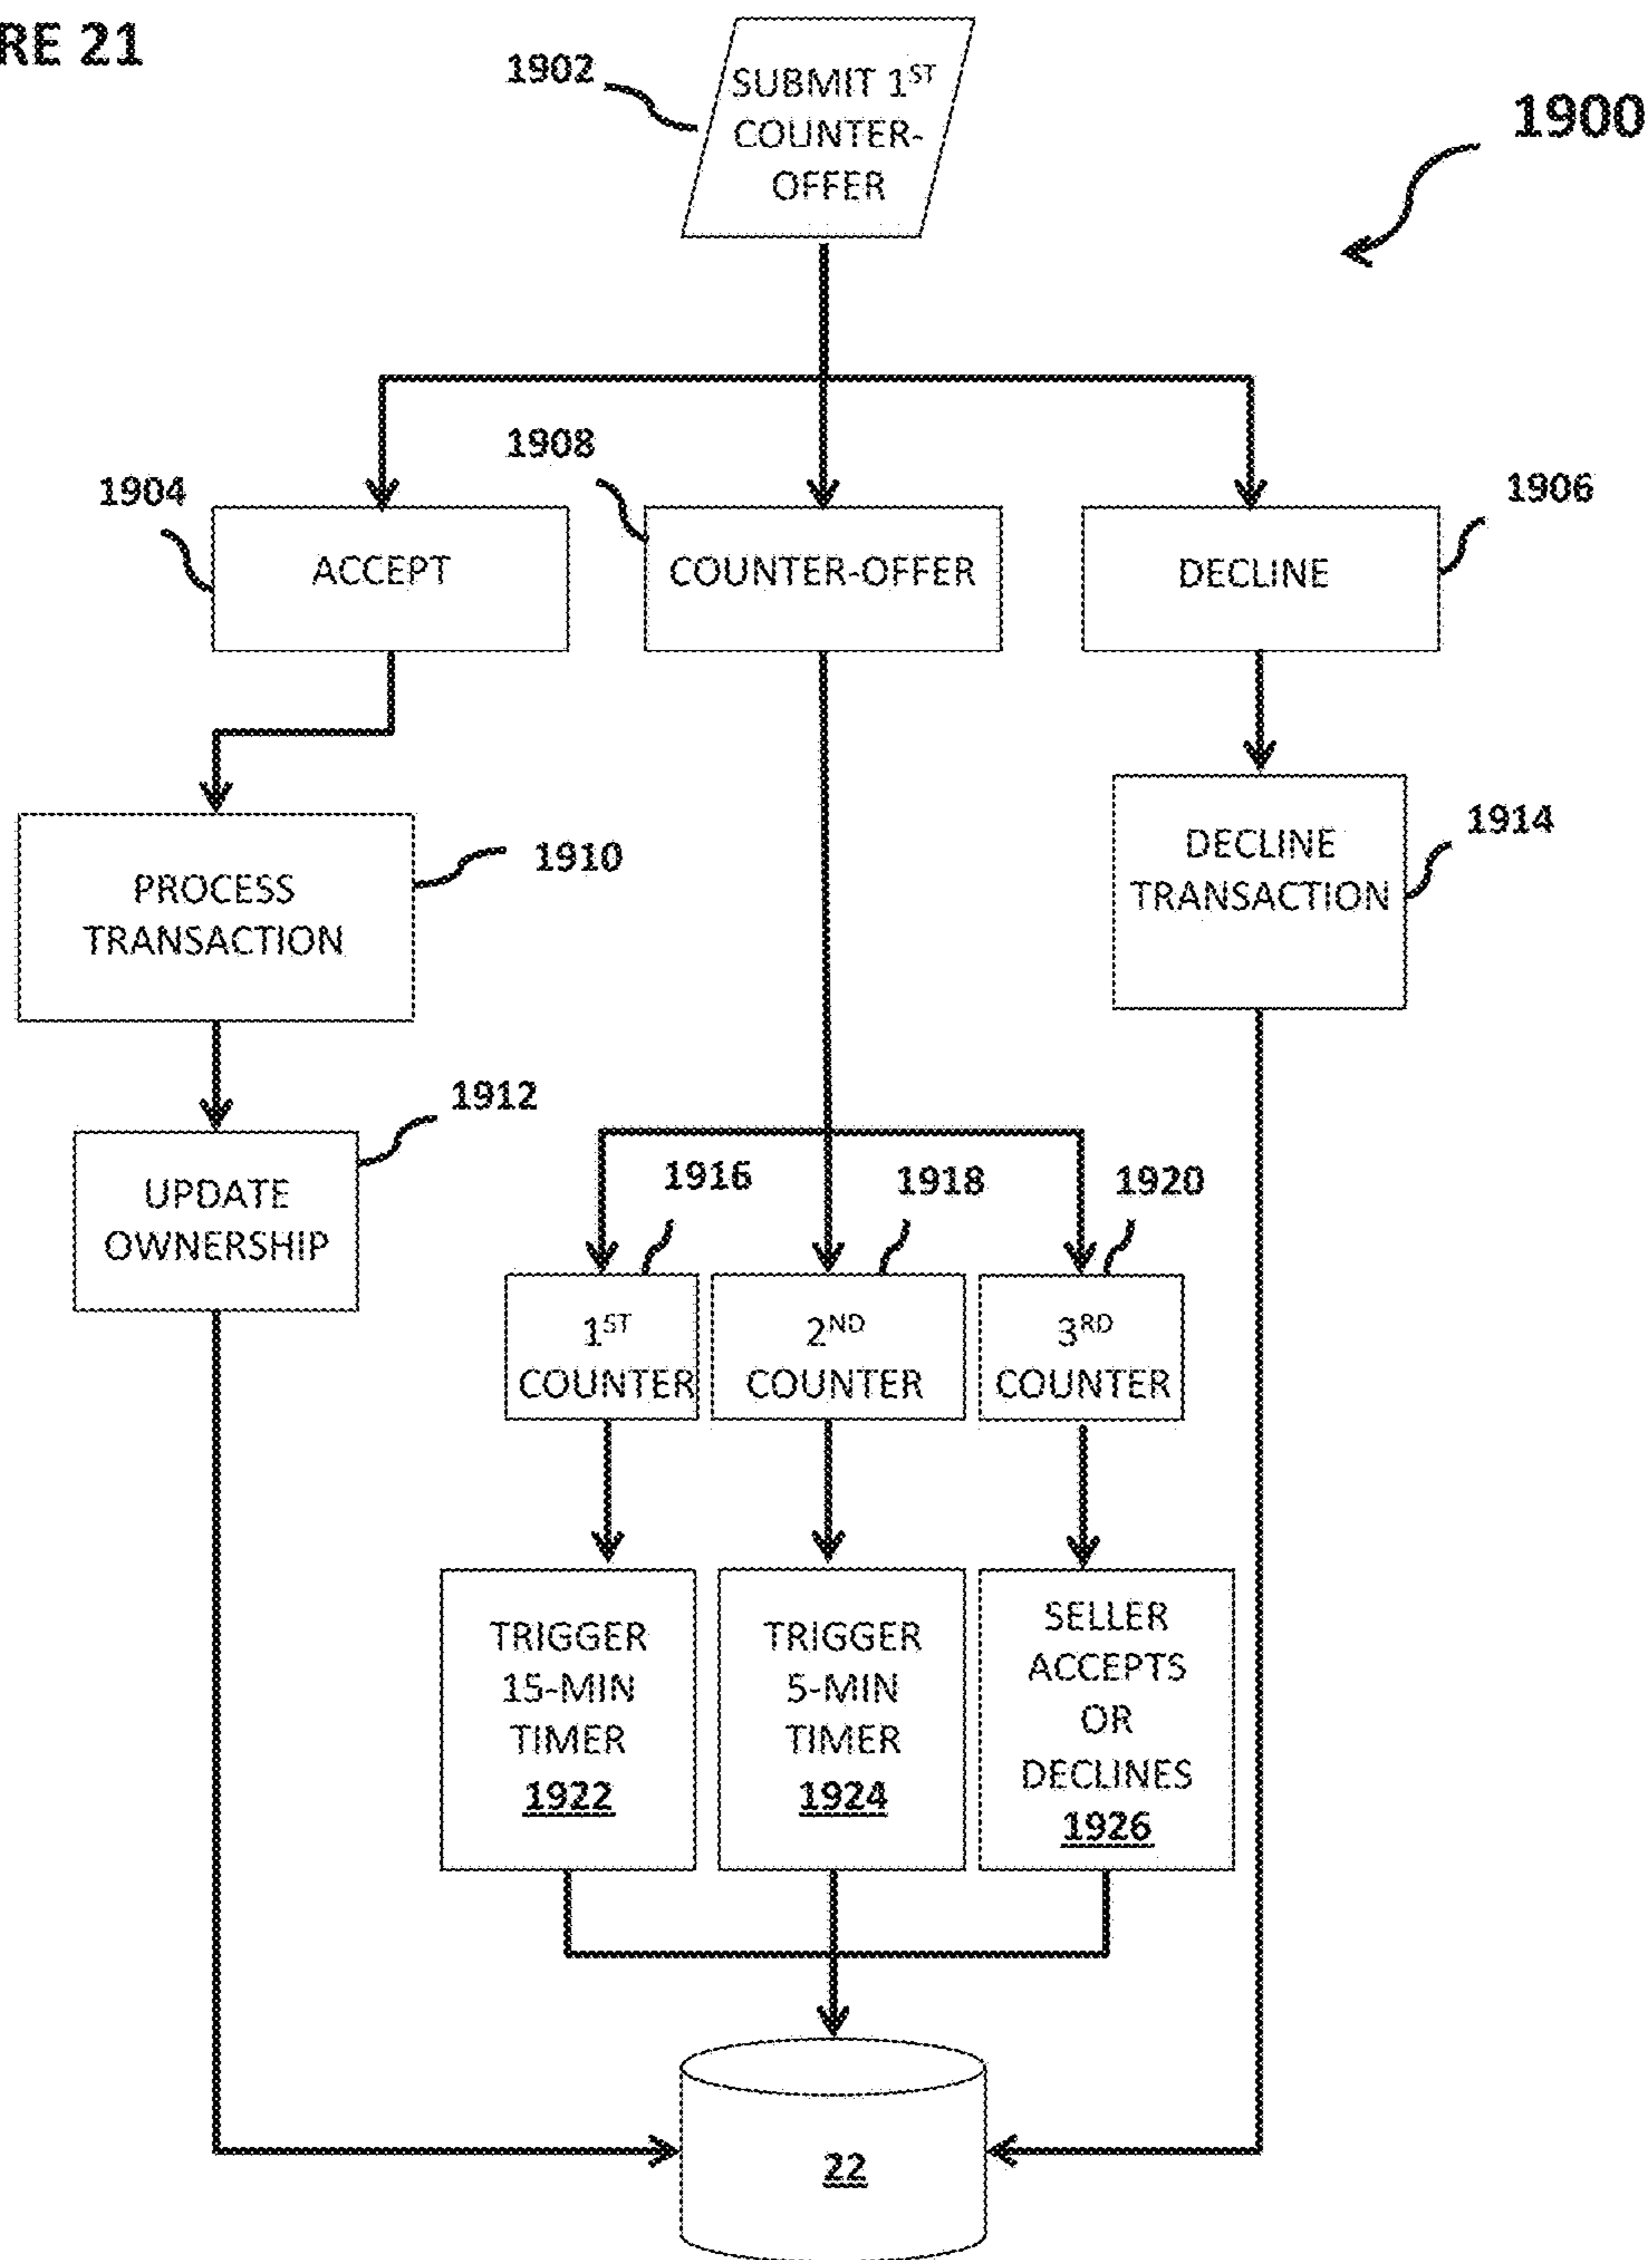 RE 21
1902
SUBMIT 1ST
COUNTER-
OFFER
1900
1904
ACCEPT
1908
COUNTER-OFFER
1906
DECLINE
PROCESS
TRANSACTION
1910
DECLINE
TRANSACTION
1914
1912
UPDATE
OWNERSHIP
1916
1918
1920
1ST
COUNTER
2ND
COUNTER
3RD
COUNTER
TRIGGER
15-MIN
TIMER
1922
TRIGGER
5-MIN
TIMER
1924
SELLER
ACCEPTS
OR
DECLINES
1926
22